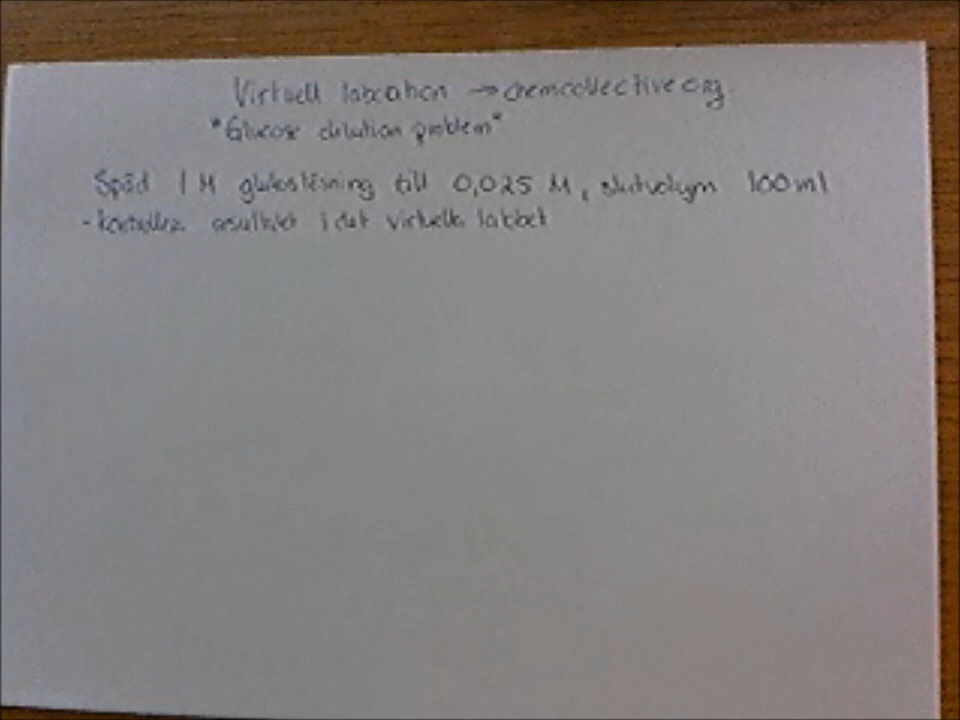 Virtuell laboration → chemcollective.org
"Glucose dilution problem"
Späd 1 M glukoslösning till 0,025 M, slutvolym 100 ml
- kontrollera resultatet i det virtuella labbet